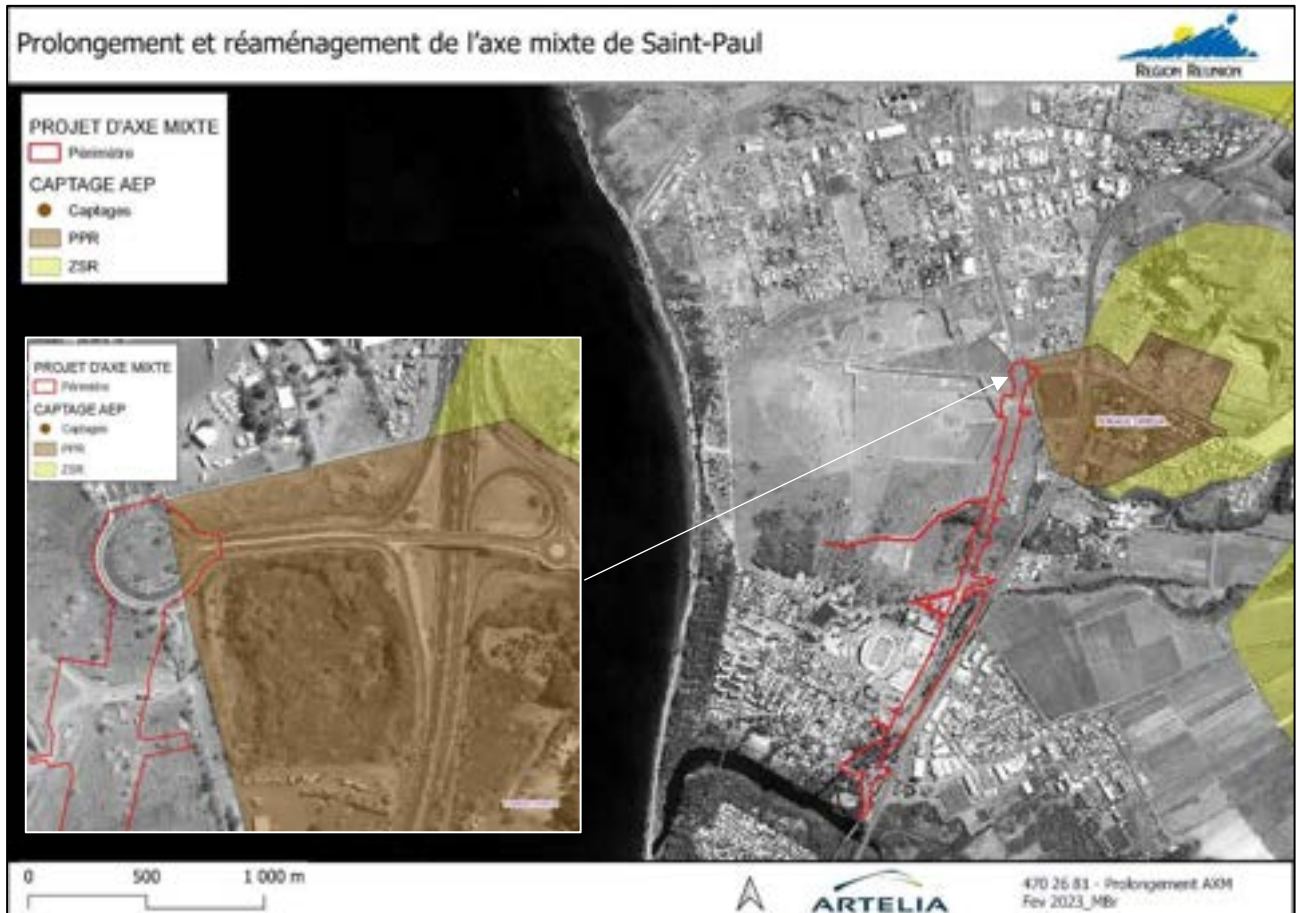 Prolongement et réaménagement de l'axe mixte de Saint-Paul
REGION REUNION
PROJET D'AXE MIXTE
Périmètre
CAPTAGE AEP
Captages
PPR
ZSR
PROJET D'AXE MIXTE
Périmètre
CAPTAGE AEP
Captages
PPR
ZSR
0 500 1 000 m
ARTELIA
470 26 81 - Prolongement AXM
Fev 2023_MBr